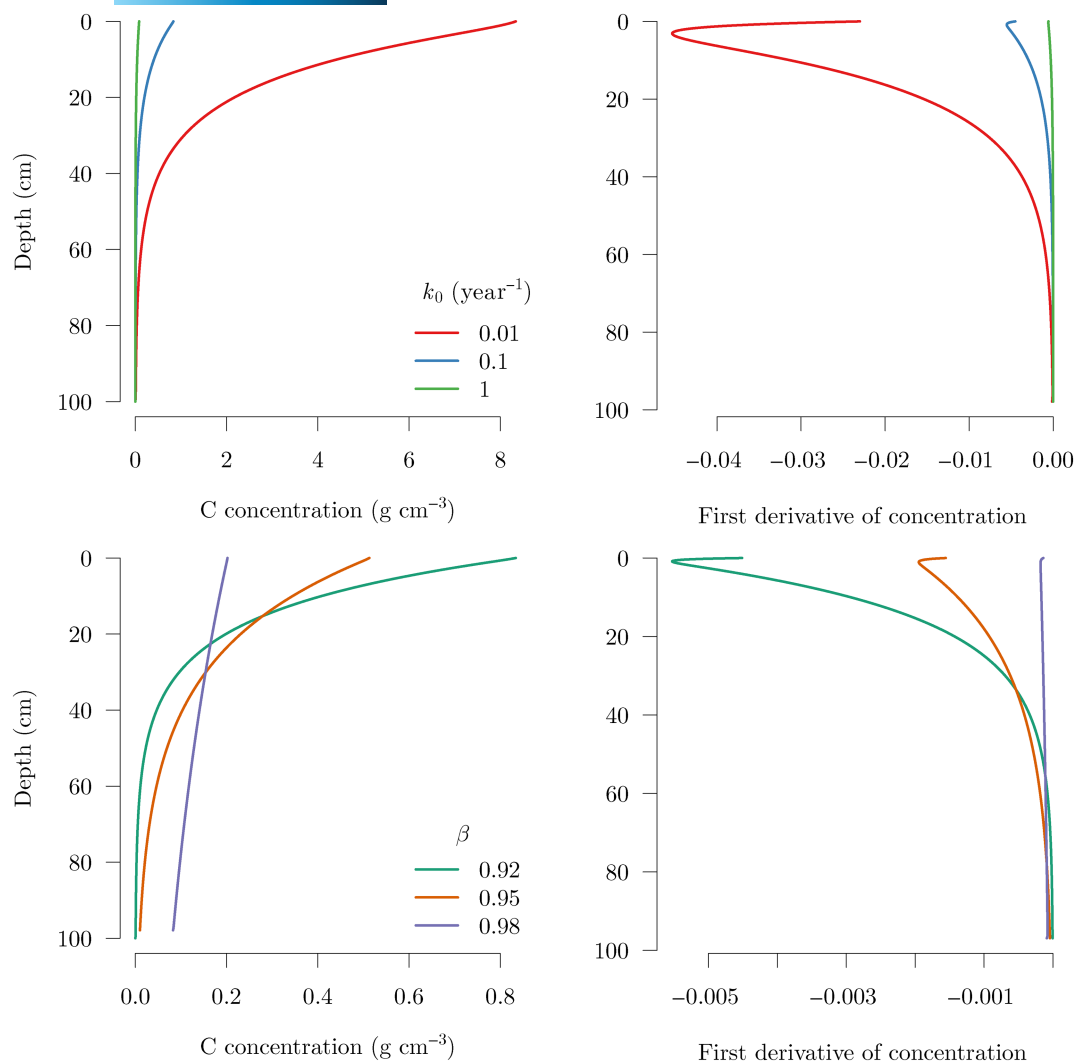 0
20
40
60
80
100
Depth (cm)
0 2 4 6 8
C concentration (g cm⁻³)
k₀ (year⁻¹)
0.01
0.1
1
0
20
40
60
80
100
−0.04 −0.03 −0.02 −0.01 0.00
First derivative of concentration
0
20
40
60
80
100
Depth (cm)
0.0 0.2 0.4 0.6 0.8
C concentration (g cm⁻³)
β
0.92
0.95
0.98
0
20
40
60
80
100
−0.005 −0.003 −0.001
First derivative of concentration